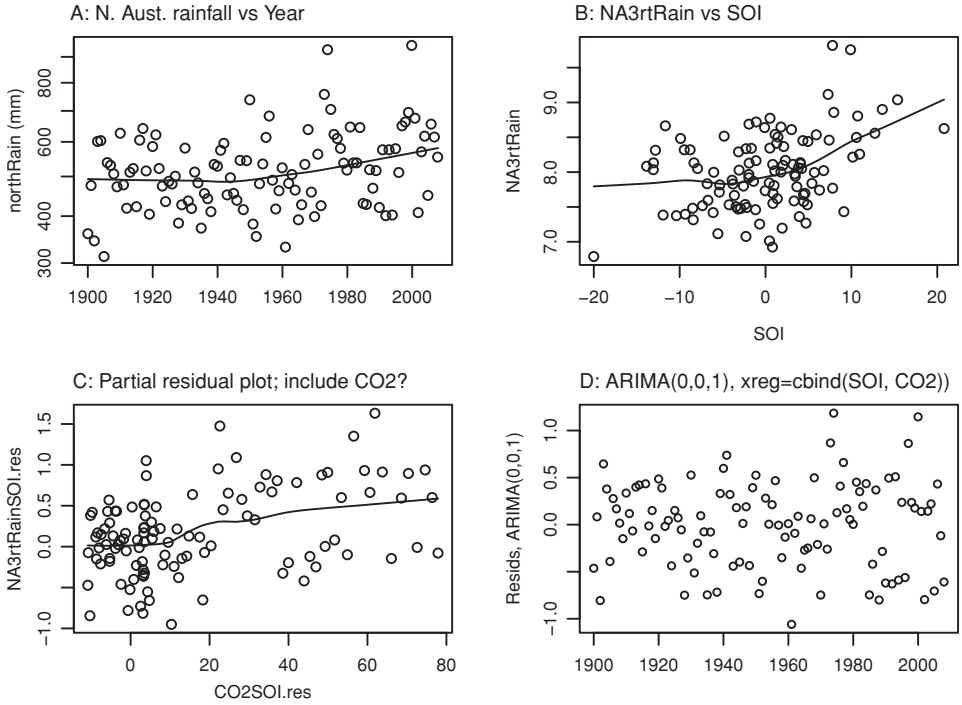 A: N. Aust. rainfall vs Year
northRain (mm)
800
600
400
300
1900 1920 1940 1960 1980 2000
B: NA3rtRain vs SOI
NA3rtRain
9.0
8.0
7.0
−20 −10 0 10 20
SOI
C: Partial residual plot; include CO2?
NA3rtRainSOI.res
1.5
1.0
0.5
0.0
−1.0
0 20 40 60 80
CO2SOI.res
D: ARIMA(0,0,1), xreg=cbind(SOI, CO2))
Resids, ARIMA(0,0,1)
1.0
0.5
0.0
−1.0
1900 1920 1940 1960 1980 2000